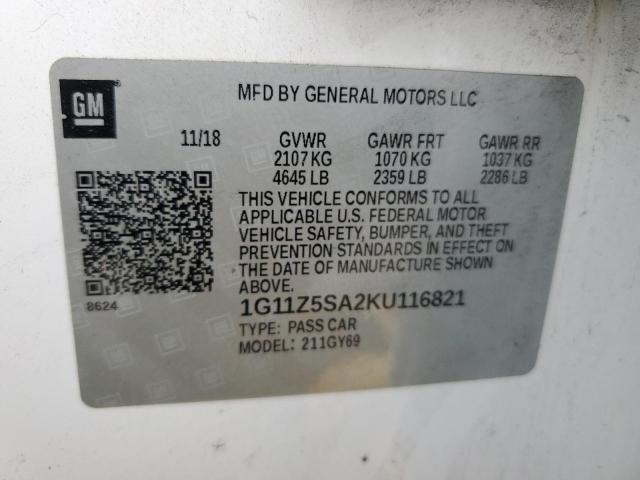 GM
MFD BY GENERAL MOTORS LLC
11/18 GVWR GAWR FRT GAWR RR
2107 KG 1070 KG 1037 KG
4645 LB 2359 LB 2286 LB
THIS VEHICLE CONFORMS TO ALL
APPLICABLE U.S. FEDERAL MOTOR
VEHICLE SAFETY, BUMPER, AND THEFT
PREVENTION STANDARDS IN EFFECT ON
THE DATE OF MANUFACTURE SHOWN
ABOVE.
8624
1G11Z5SA2KU116821
TYPE: PASS CAR
MODEL: 211GY69